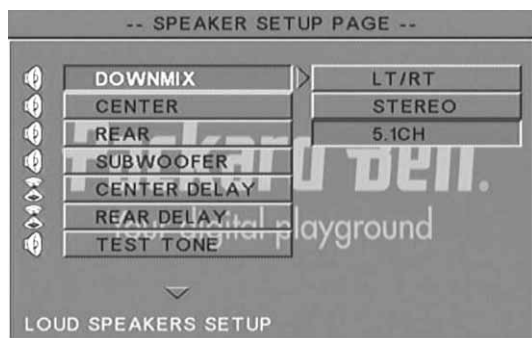 -- SPEAKER SETUP PAGE --
DOWNMIX
LT/RT
CENTER
STEREO
REAR
5.1CH
SUBWOOFER
Packard Bell.
CENTER DELAY
REAR DELAY
Your digital playground
TEST TONE
LOUD SPEAKERS SETUP